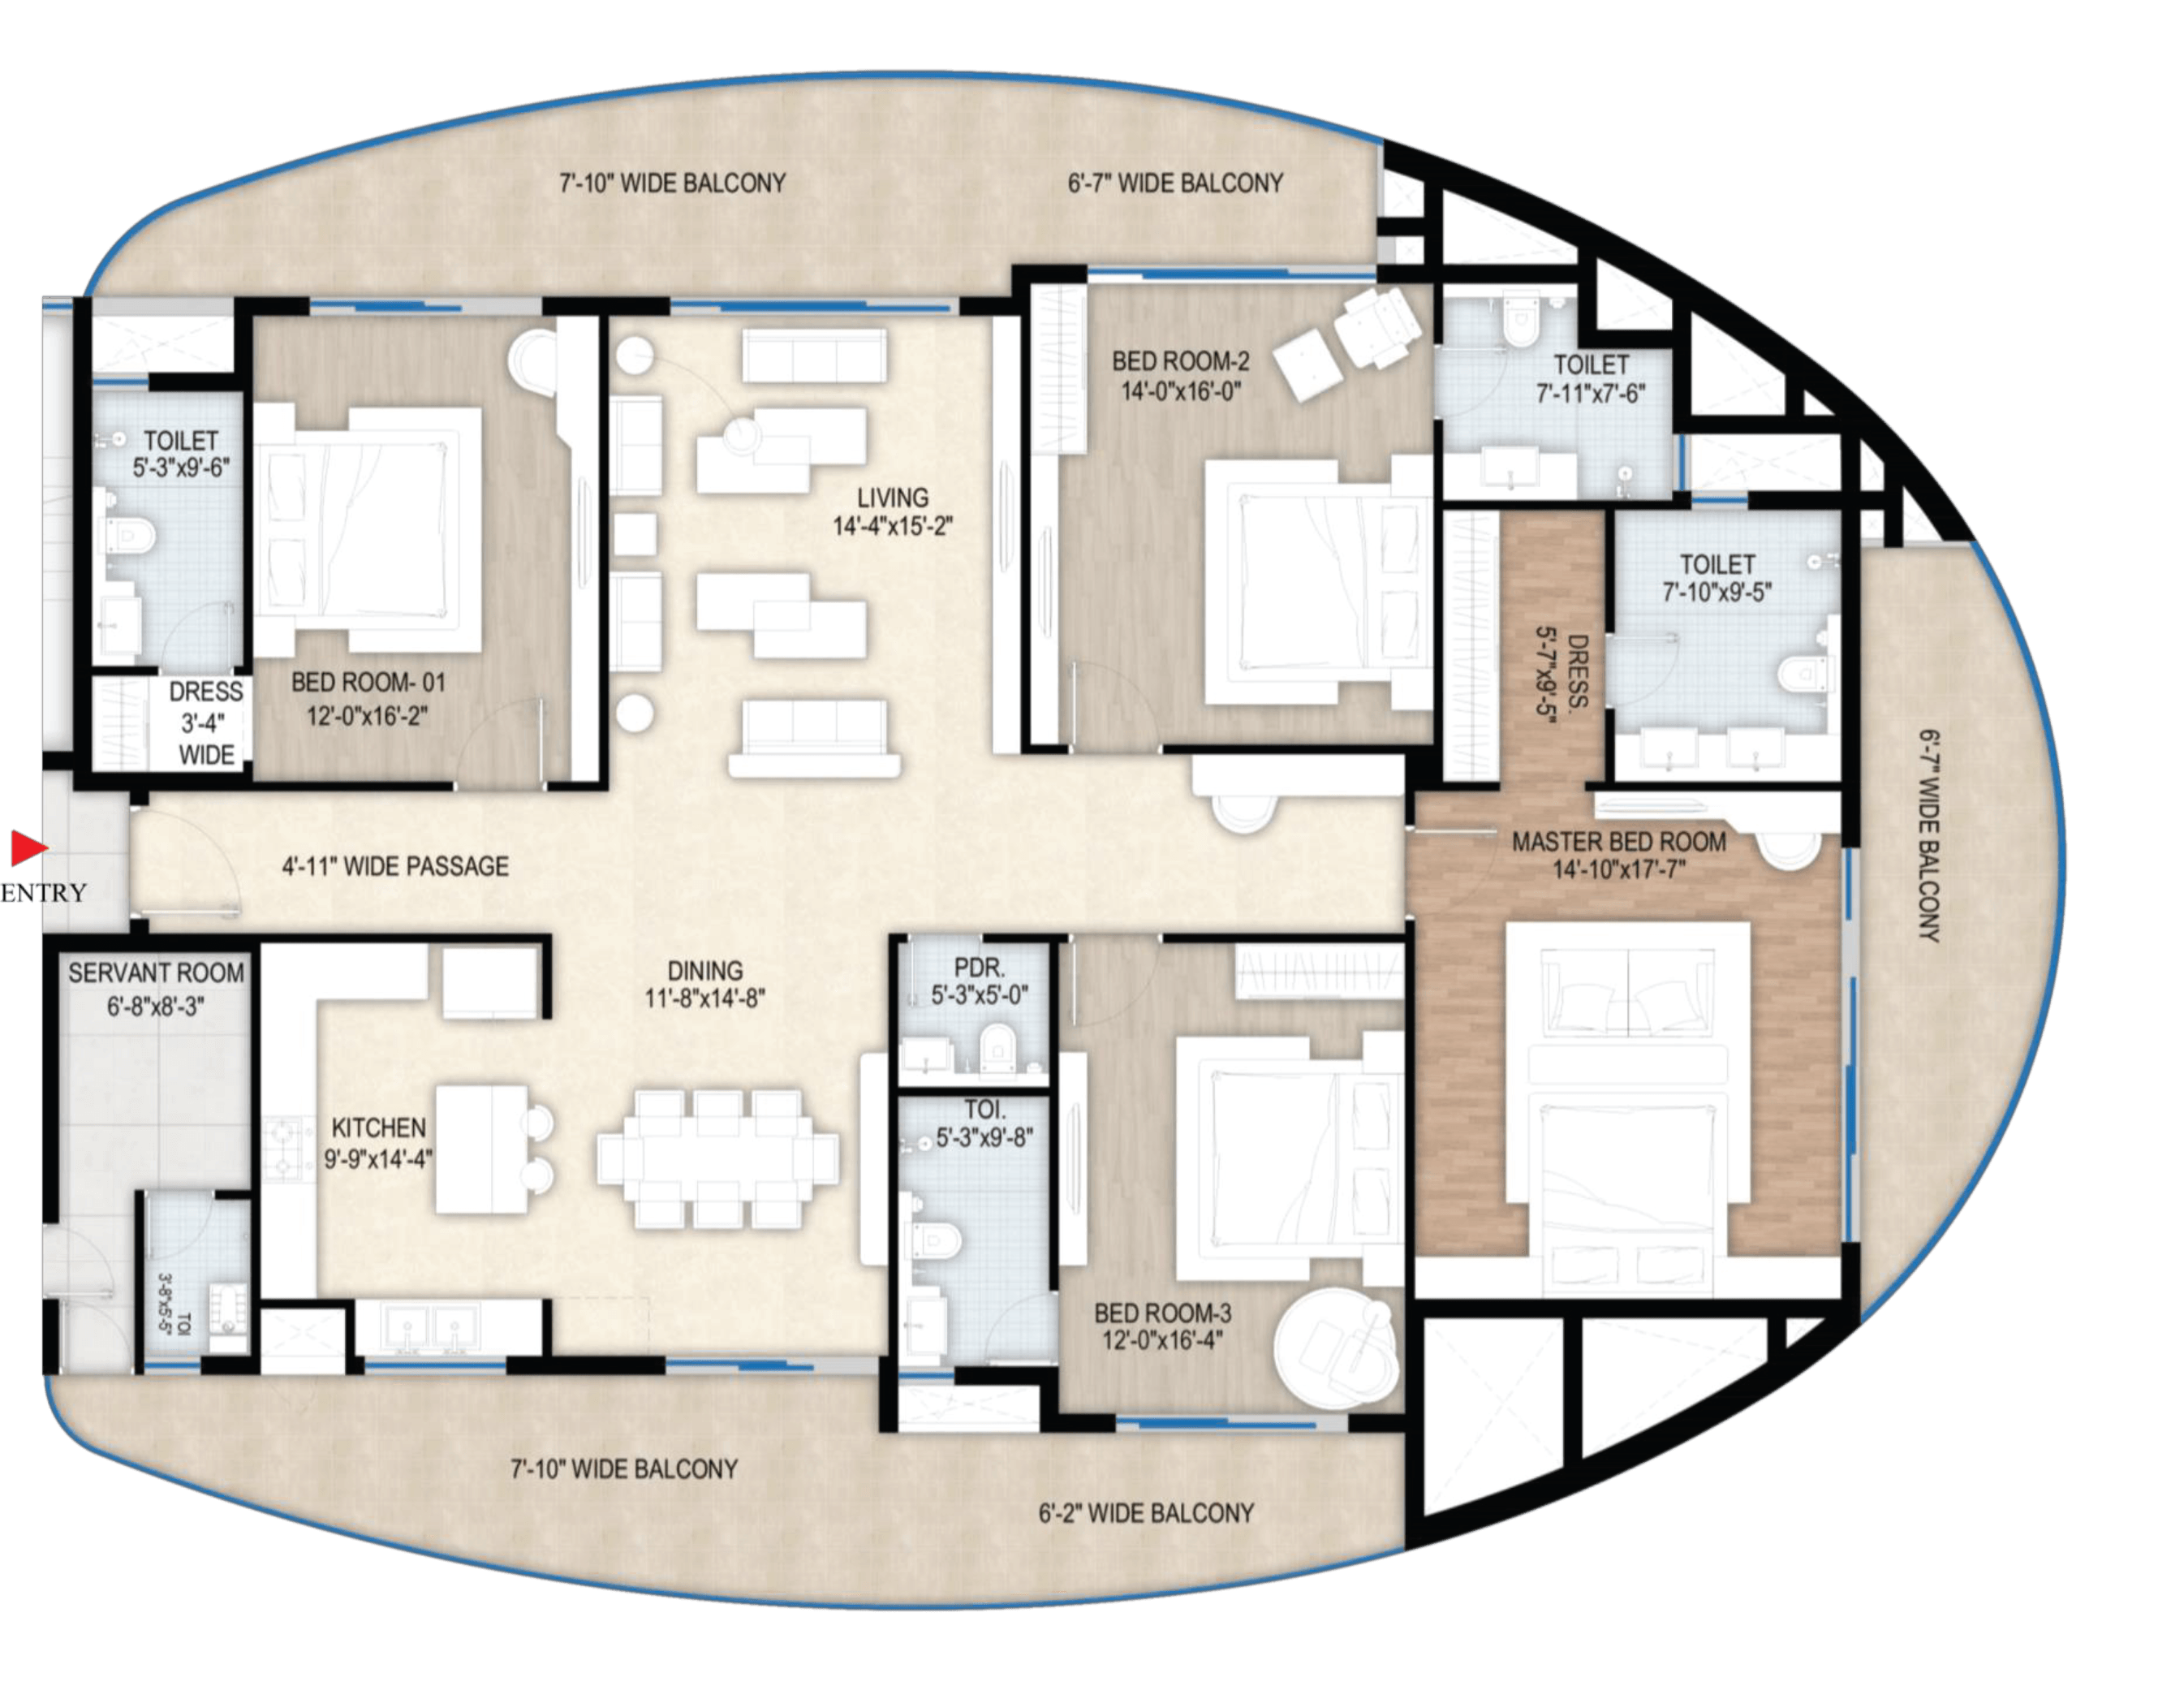 7'-10" WIDE BALCONY
6'-7" WIDE BALCONY
BED ROOM-2
14'-0"x16'-0"
TOILET
7'-11"x7'-6"
TOILET
5'-3"x9'-6"
LIVING
14'-4"x15'-2"
TOILET
7'-10"x9'-5"
DRESS.
5'-7"x9'-5"
DRESS
3'-4"
WIDE
BED ROOM- 01
12'-0"x16'-2"
6'-7" WIDE BALCONY
MASTER BED ROOM
14'-10"x17'-7"
4'-11" WIDE PASSAGE
ENTRY
SERVANT ROOM
6'-8"x8'-3"
DINING
11'-8"x14'-8"
PDR.
5'-3"x5'-0"
KITCHEN
9'-9"x14'-4"
TOI.
5'-3"x9'-8"
TOI
3'-8"x5'-5"
BED ROOM-3
12'-0"x16'-4"
7'-10" WIDE BALCONY
6'-2" WIDE BALCONY